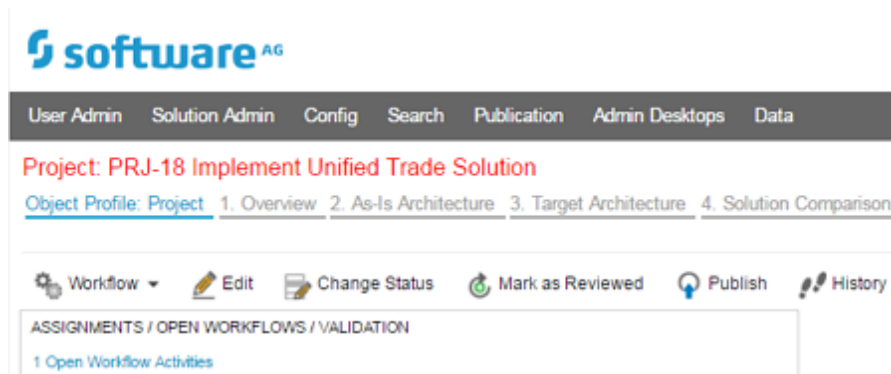 software AG
User Admin Solution Admin Config Search Publication Admin Desktops Data
Project: PRJ-18 Implement Unified Trade Solution
Object Profile: Project 1. Overview 2. As-Is Architecture 3. Target Architecture 4. Solution Comparison
Workflow Edit Change Status Mark as Reviewed Publish History
ASSIGNMENTS / OPEN WORKFLOWS / VALIDATION
1 Open Workflow Activities